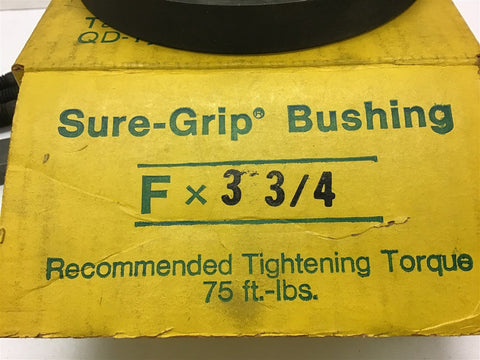 Sure-Grip® Bushing
F x 3 3/4
Recommended Tightening Torque
75 ft.-lbs.